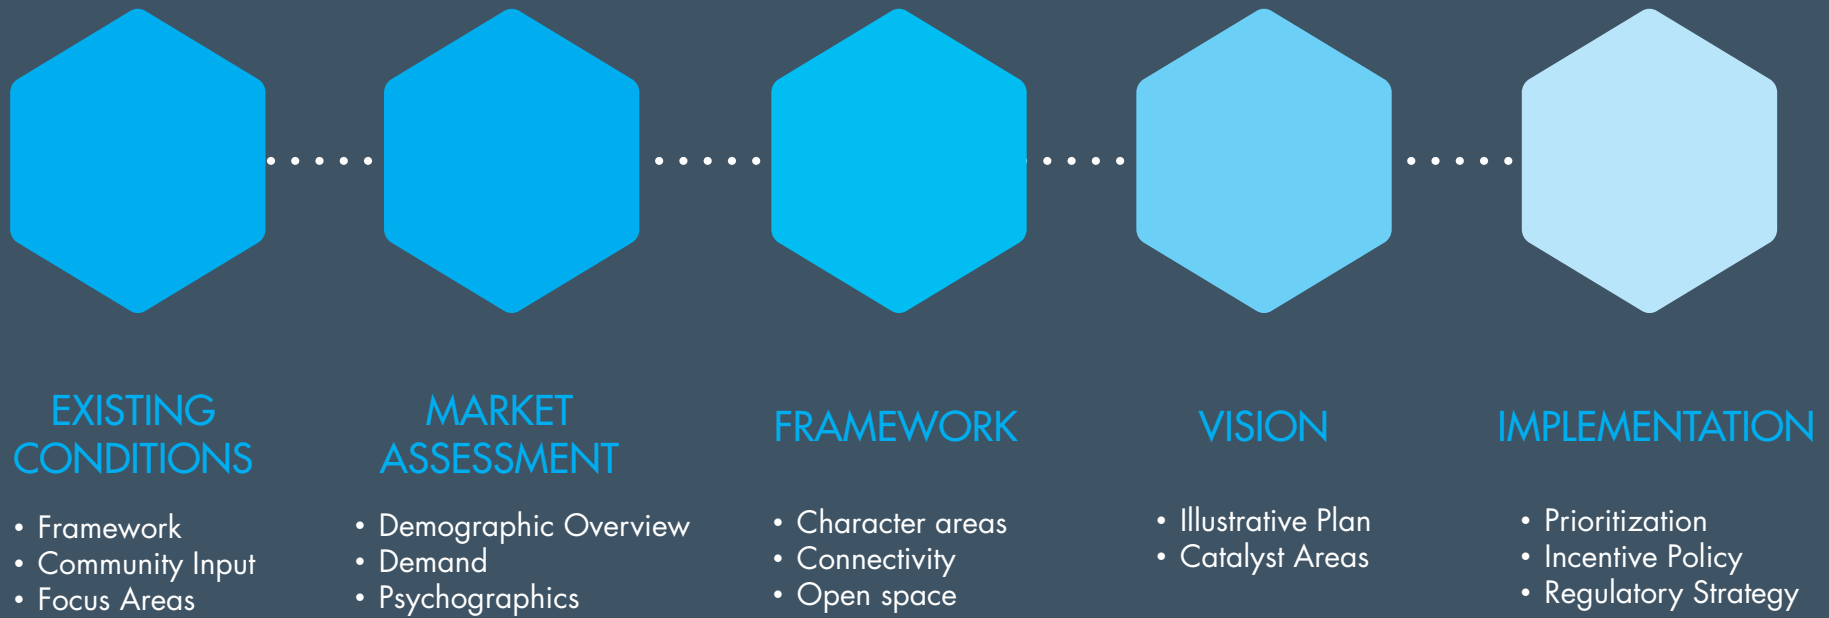 EXISTING
CONDITIONS
• Framework
• Community Input
• Focus Areas
MARKET
ASSESSMENT
• Demographic Overview
• Demand
• Psychographics
FRAMEWORK
• Character areas
• Connectivity
• Open space
VISION
• Illustrative Plan
• Catalyst Areas
IMPLEMENTATION
• Prioritization
• Incentive Policy
• Regulatory Strategy